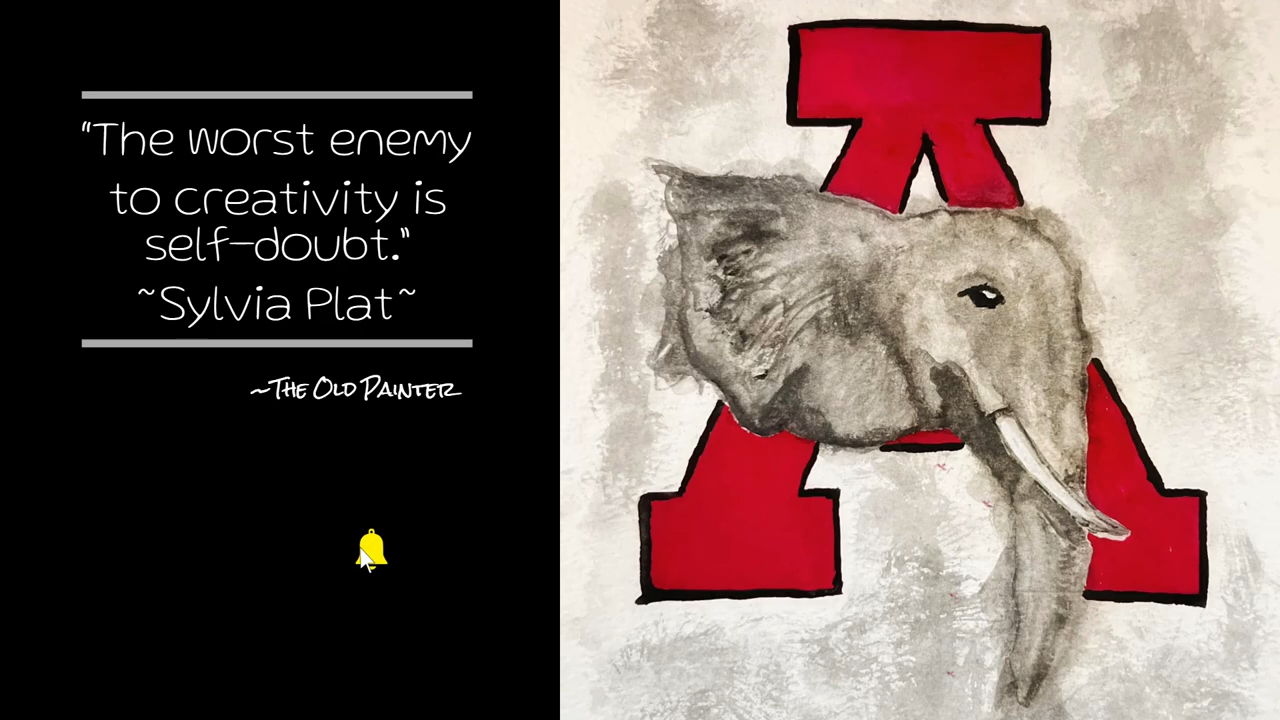 "The worst enemy
to creativity is
self-doubt."
~Sylvia Plat~
~The Old Painter
A